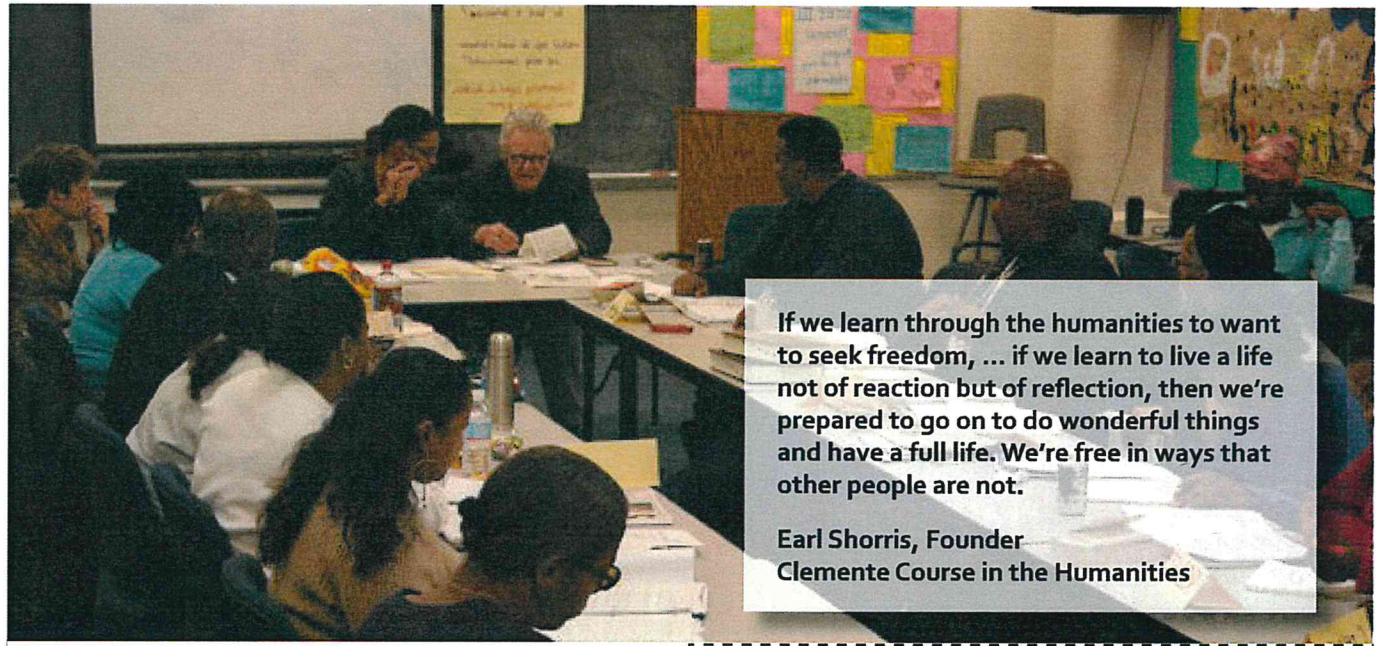 If we learn through the humanities to want
to seek freedom, ... if we learn to live a life
not of reaction but of reflection, then we're
prepared to go on to do wonderful things
and have a full life. We're free in ways that
other people are not.
Earl Shorris, Founder
Clemente Course in the Humanities